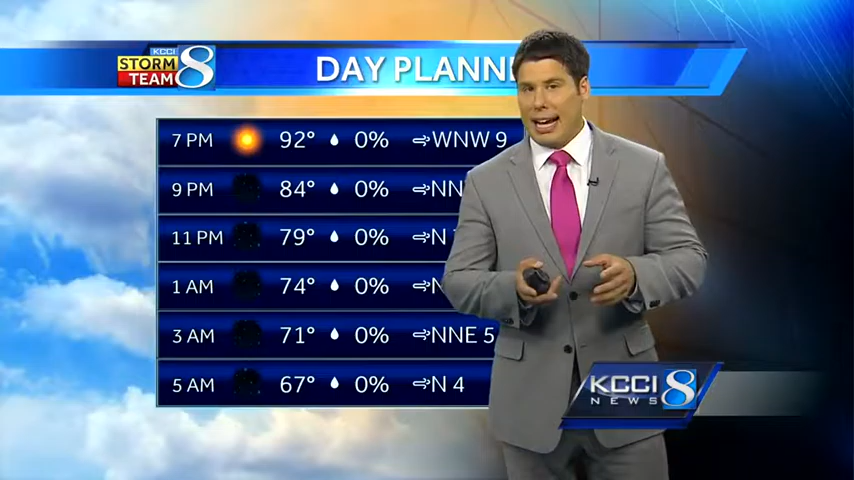 KCCI
STORM
TEAM 8
DAY PLANN
7 PM 92° 0% WNW 9
9 PM 84° 0% NN
11 PM 79° 0% N
1 AM 74° 0% N
3 AM 71° 0% NNE 5
5 AM 67° 0% N 4
KCCI 8
NEWS